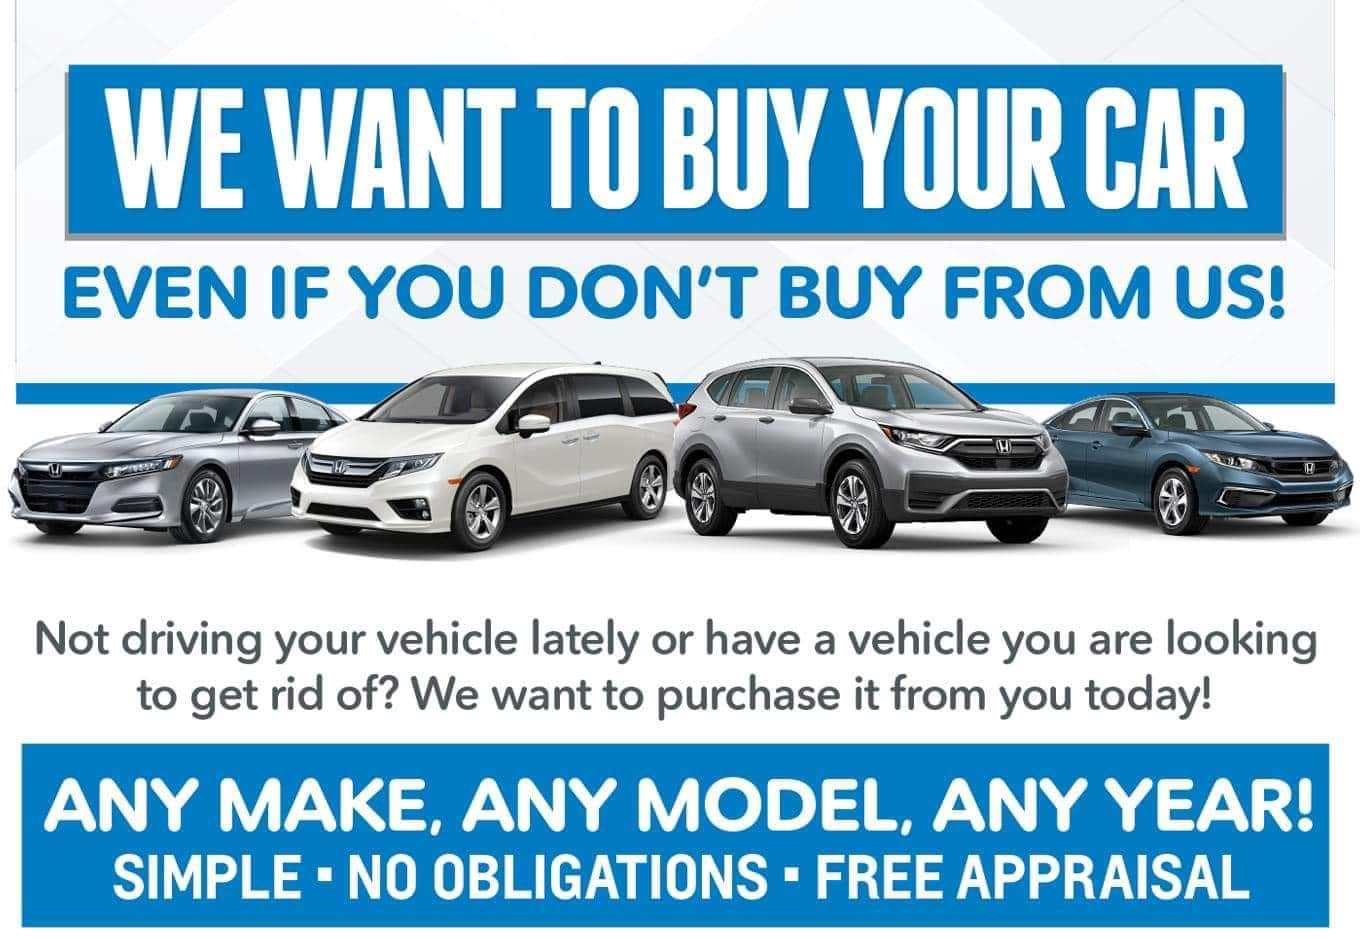 WE WANT TO BUY YOUR CAR
EVEN IF YOU DON'T BUY FROM US!
Not driving your vehicle lately or have a vehicle you are looking
to get rid of? We want to purchase it from you today!
ANY MAKE, ANY MODEL, ANY YEAR!
SIMPLE ▪ NO OBLIGATIONS ▪ FREE APPRAISAL